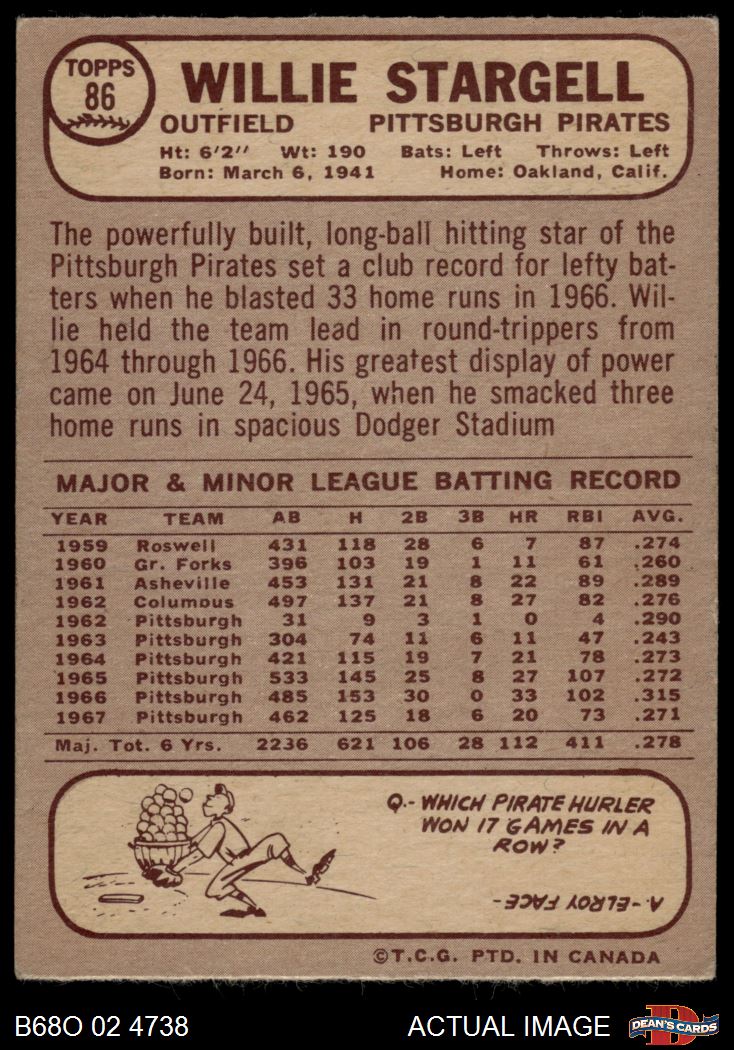 TOPPS
86
WILLIE STARGELL
OUTFIELD PITTSBURGH PIRATES
Ht: 6'2'' Wt: 190 Bats: Left Throws: Left
Born: March 6, 1941 Home: Oakland, Calif.
The powerfully built, long-ball hitting star of the
Pittsburgh Pirates set a club record for lefty bat-
ters when he blasted 33 home runs in 1966. Wil-
lie held the team lead in round-trippers from
1964 through 1966. His greatest display of power
came on June 24, 1965, when he smacked three
home runs in spacious Dodger Stadium
MAJOR & MINOR LEAGUE BATTING RECORD
YEAR TEAM AB H 2B 3B HR RBI AVG.
1959 Roswell 431 118 28 6 7 87 .274
1960 Gr. Forks 396 103 19 1 11 61 .260
1961 Asheville 453 131 21 8 22 89 .289
1962 Columbus 497 137 21 8 27 82 .276
1962 Pittsburgh 31 9 3 1 0 4 .290
1963 Pittsburgh 304 74 11 6 11 47 .243
1964 Pittsburgh 421 115 19 7 21 78 .273
1965 Pittsburgh 533 145 25 8 27 107 .272
1966 Pittsburgh 485 153 30 0 33 102 .315
1967 Pittsburgh 462 125 18 6 20 73 .271
Maj. Tot. 6 Yrs. 2236 621 106 28 112 411 .278
Q.- WHICH PIRATE HURLER
WON 17 GAMES IN A
ROW?
A.- ELROY FACE-
©T.C.G. PTD. IN CANADA
B68O 02 4738 ACTUAL IMAGE DEAN'S CARDS